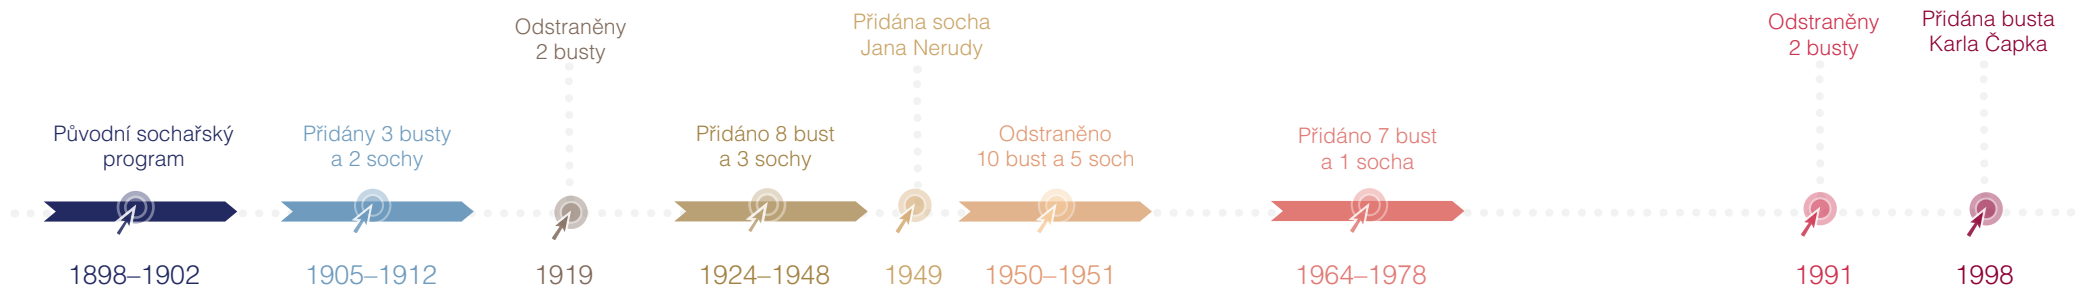 Původní sochařský
program
1898–1902
Přidány 3 busty
a 2 sochy
1905–1912
Odstraněny
2 busty
1919
Přidáno 8 bust
a 3 sochy
1924–1948
Přidána socha
Jana Nerudy
1949
Odstraněno
10 bust a 5 soch
1950–1951
Přidáno 7 bust
a 1 socha
1964–1978
Odstraněny
2 busty
1991
Přidána busta
Karla Čapka
1998